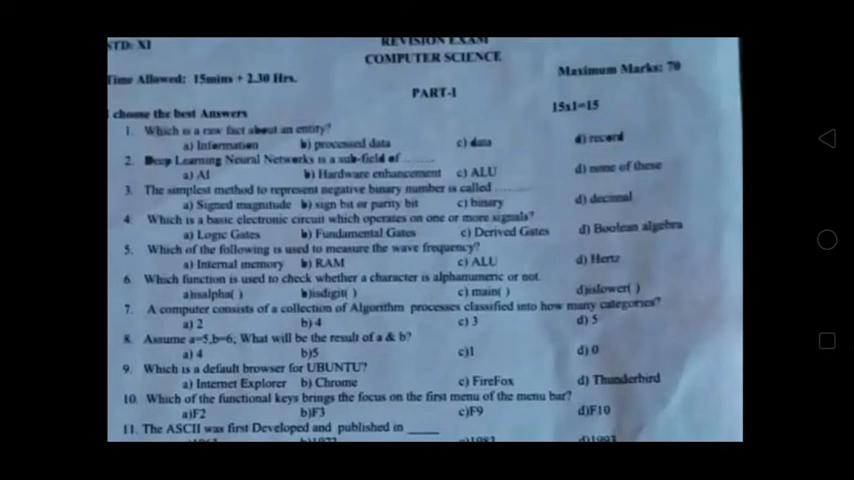 STD: XI
REVISION EXAM
COMPUTER SCIENCE
Time Allowed: 15mins + 2.30 Hrs.
Maximum Marks: 70
PART-I
I choose the best Answers
15x1=15
1. Which is a raw fact about an entity?
a) Information b) processed data c) data d) record
2. Deep Learning Neural Networks is a sub-field of .......
a) AI b) Hardware enhancement c) ALU d) none of these
3. The simplest method to represent negative binary number is called .......
a) Signed magnitude b) sign bit or parity bit c) binary d) decimal
4. Which is a basic electronic circuit which operates on one or more signals?
a) Logic Gates b) Fundamental Gates c) Derived Gates d) Boolean algebra
5. Which of the following is used to measure the wave frequency?
a) Internal memory b) RAM c) ALU d) Hertz
6. Which function is used to check whether a character is alphanumeric or not.
a)isalpha( ) b)isdigit( ) c) main( ) d)islower( )
7. A computer consists of a collection of Algorithm processes classified into how many categories?
a) 2 b) 4 c) 3 d) 5
8. Assume a=5,b=6; What will be the result of a & b?
a) 4 b)5 c)1 d) 0
9. Which is a default browser for UBUNTU?
a) Internet Explorer b) Chrome c) FireFox d) Thunderbird
10. Which of the functional keys brings the focus on the first menu of the menu bar?
a)F2 b)F3 c)F9 d)F10
11. The ASCII was first Developed and published in _____